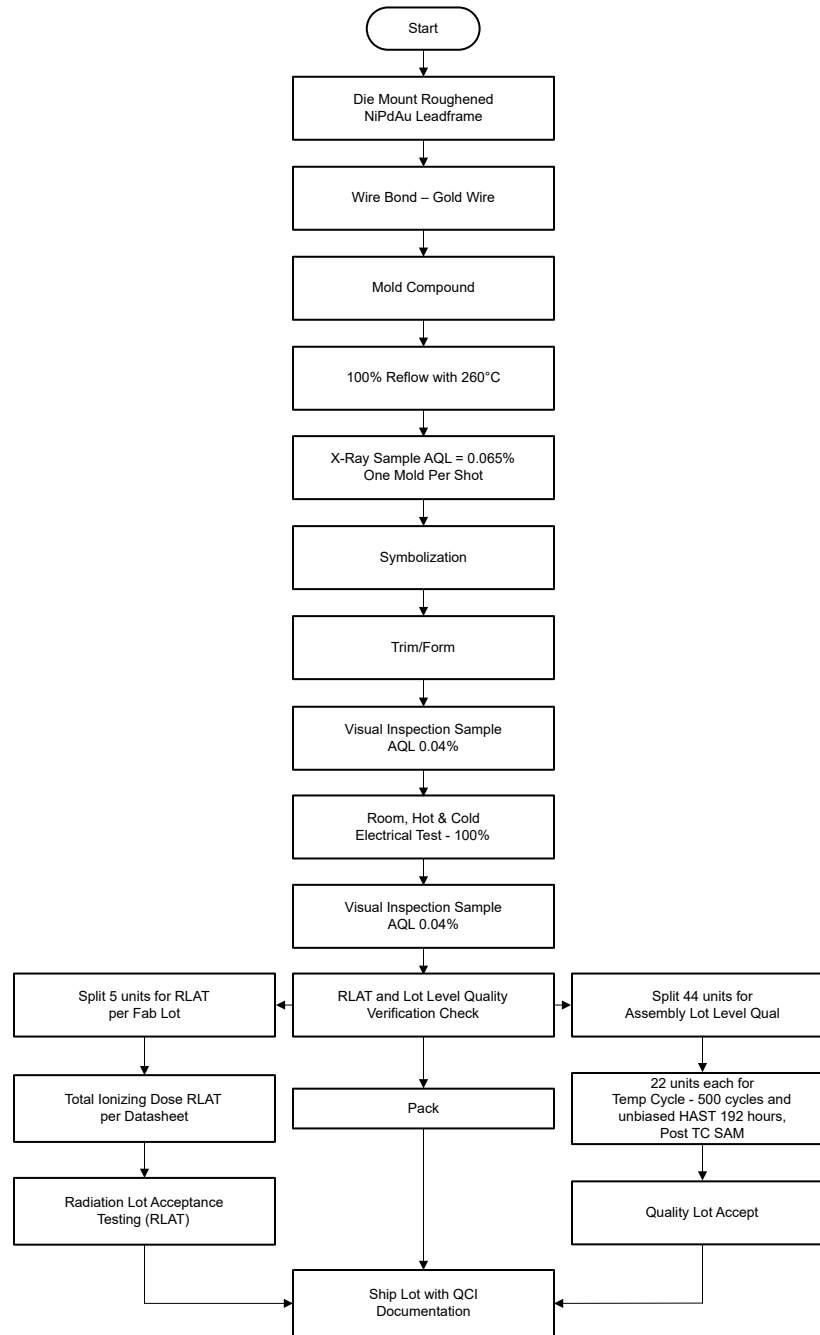 Start
Die Mount Roughened
NiPdAu Leadframe
Wire Bond – Gold Wire
Mold Compound
100% Reflow with 260°C
X-Ray Sample AQL = 0.065%
One Mold Per Shot
Symbolization
Trim/Form
Visual Inspection Sample
AQL 0.04%
Room, Hot & Cold
Electrical Test - 100%
Visual Inspection Sample
AQL 0.04%
Split 5 units for RLAT
per Fab Lot
RLAT and Lot Level Quality
Verification Check
Split 44 units for
Assembly Lot Level Qual
Total Ionizing Dose RLAT
per Datasheet
Pack
22 units each for
Temp Cycle - 500 cycles and
unbiased HAST 192 hours,
Post TC SAM
Radiation Lot Acceptance
Testing (RLAT)
Quality Lot Accept
Ship Lot with QCI
Documentation